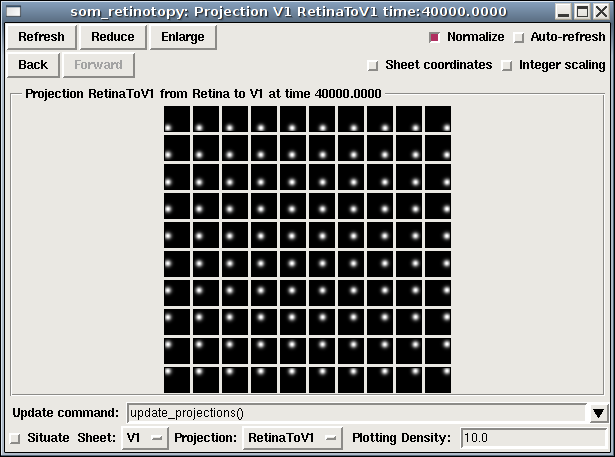 som_retinotopy: Projection V1 RetinaToV1 time:40000.0000
Refresh Reduce Enlarge Normalize Auto-refresh
Back Forward Sheet coordinates Integer scaling
Projection RetinaToV1 from Retina to V1 at time 40000.0000
Update command: update_projections()
Situate Sheet: V1 Projection: RetinaToV1 Plotting Density: 10.0